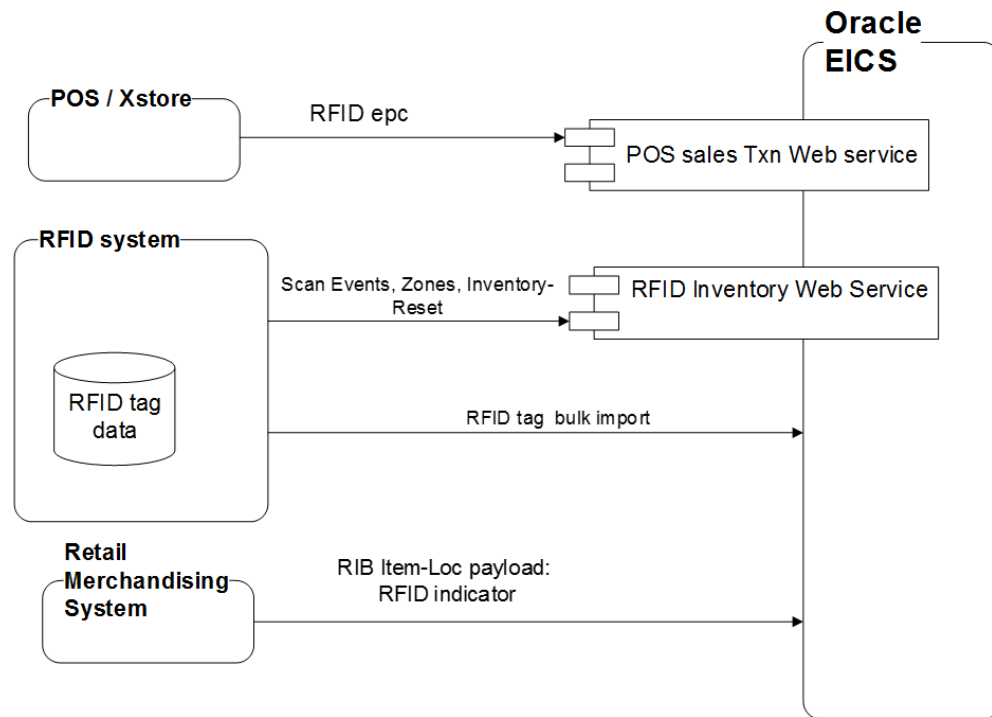 Oracle
EICS
POS / Xstore
RFID epc
POS sales Txn Web service
RFID system
Scan Events, Zones, Inventory-
Reset
RFID Inventory Web Service
RFID tag
data
RFID tag bulk import
Retail
Merchandising
System
RIB Item-Loc payload:
RFID indicator